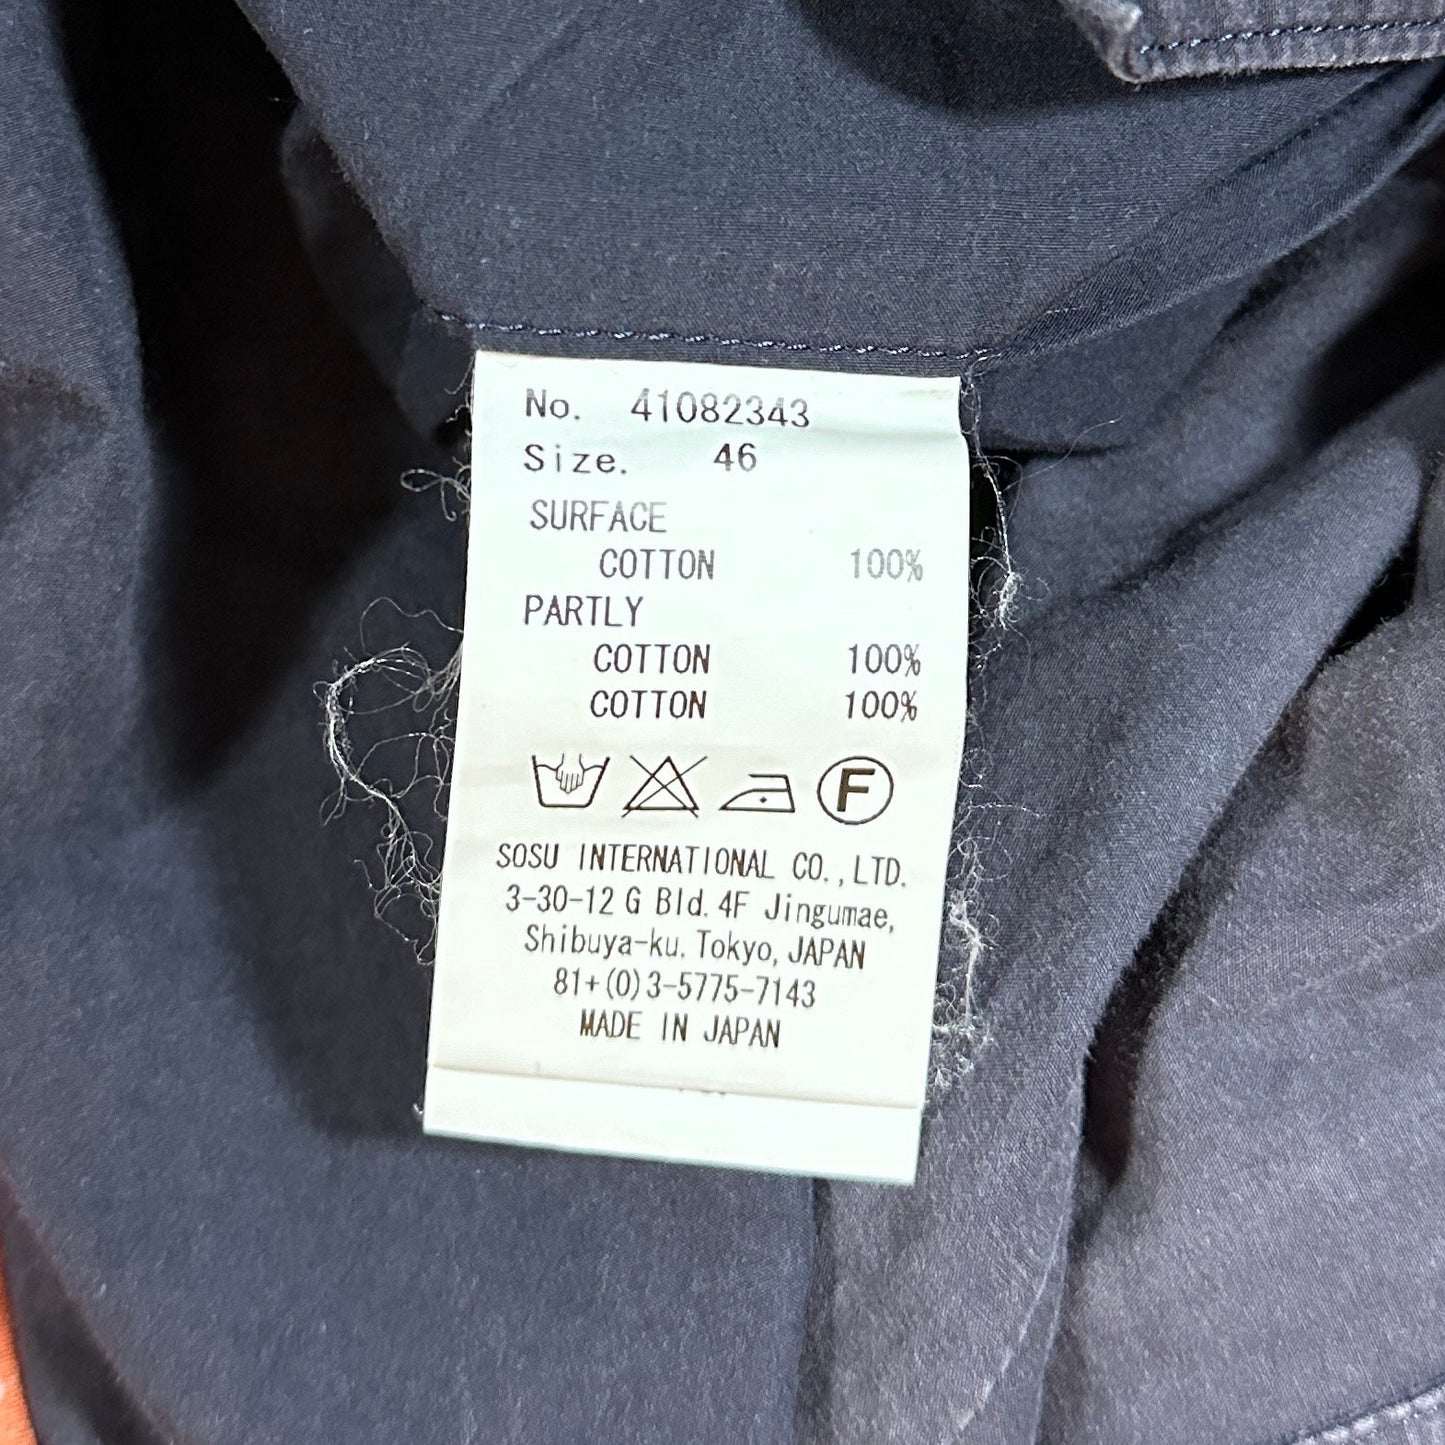 No. 41082343
Size. 46
SURFACE
COTTON 100%
PARTLY
COTTON 100%
COTTON 100%
F
SOSU INTERNATIONAL CO.,LTD.
3-30-12 G Bld. 4F Jingumae,
Shibuya-ku. Tokyo, JAPAN
81+(0)3-5775-7143
MADE IN JAPAN